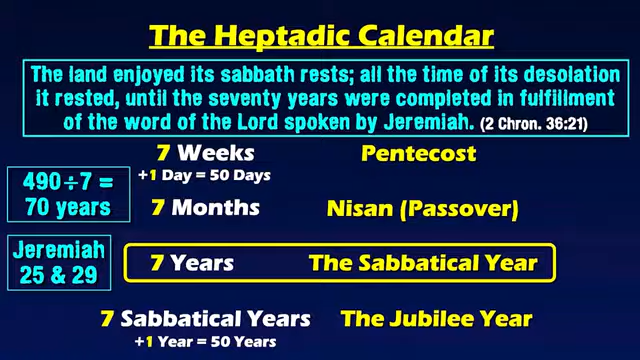 The Heptadic Calendar
The land enjoyed its sabbath rests; all the time of its desolation
it rested, until the seventy years were completed in fulfillment
of the word of the Lord spoken by Jeremiah. (2 Chron. 36:21)
7 Weeks Pentecost
+1 Day = 50 Days
490÷7 =
70 years
7 Months Nisan (Passover)
Jeremiah
25 & 29
7 Years The Sabbatical Year
7 Sabbatical Years The Jubilee Year
+1 Year = 50 Years